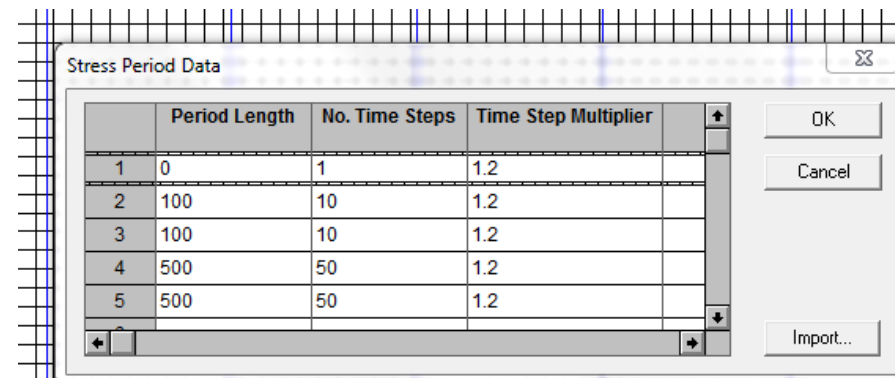 Stress Period Data
Period Length No. Time Steps Time Step Multiplier
OK
1 0 1 1.2
Cancel
2 100 10 1.2
3 100 10 1.2
4 500 50 1.2
5 500 50 1.2
Import...